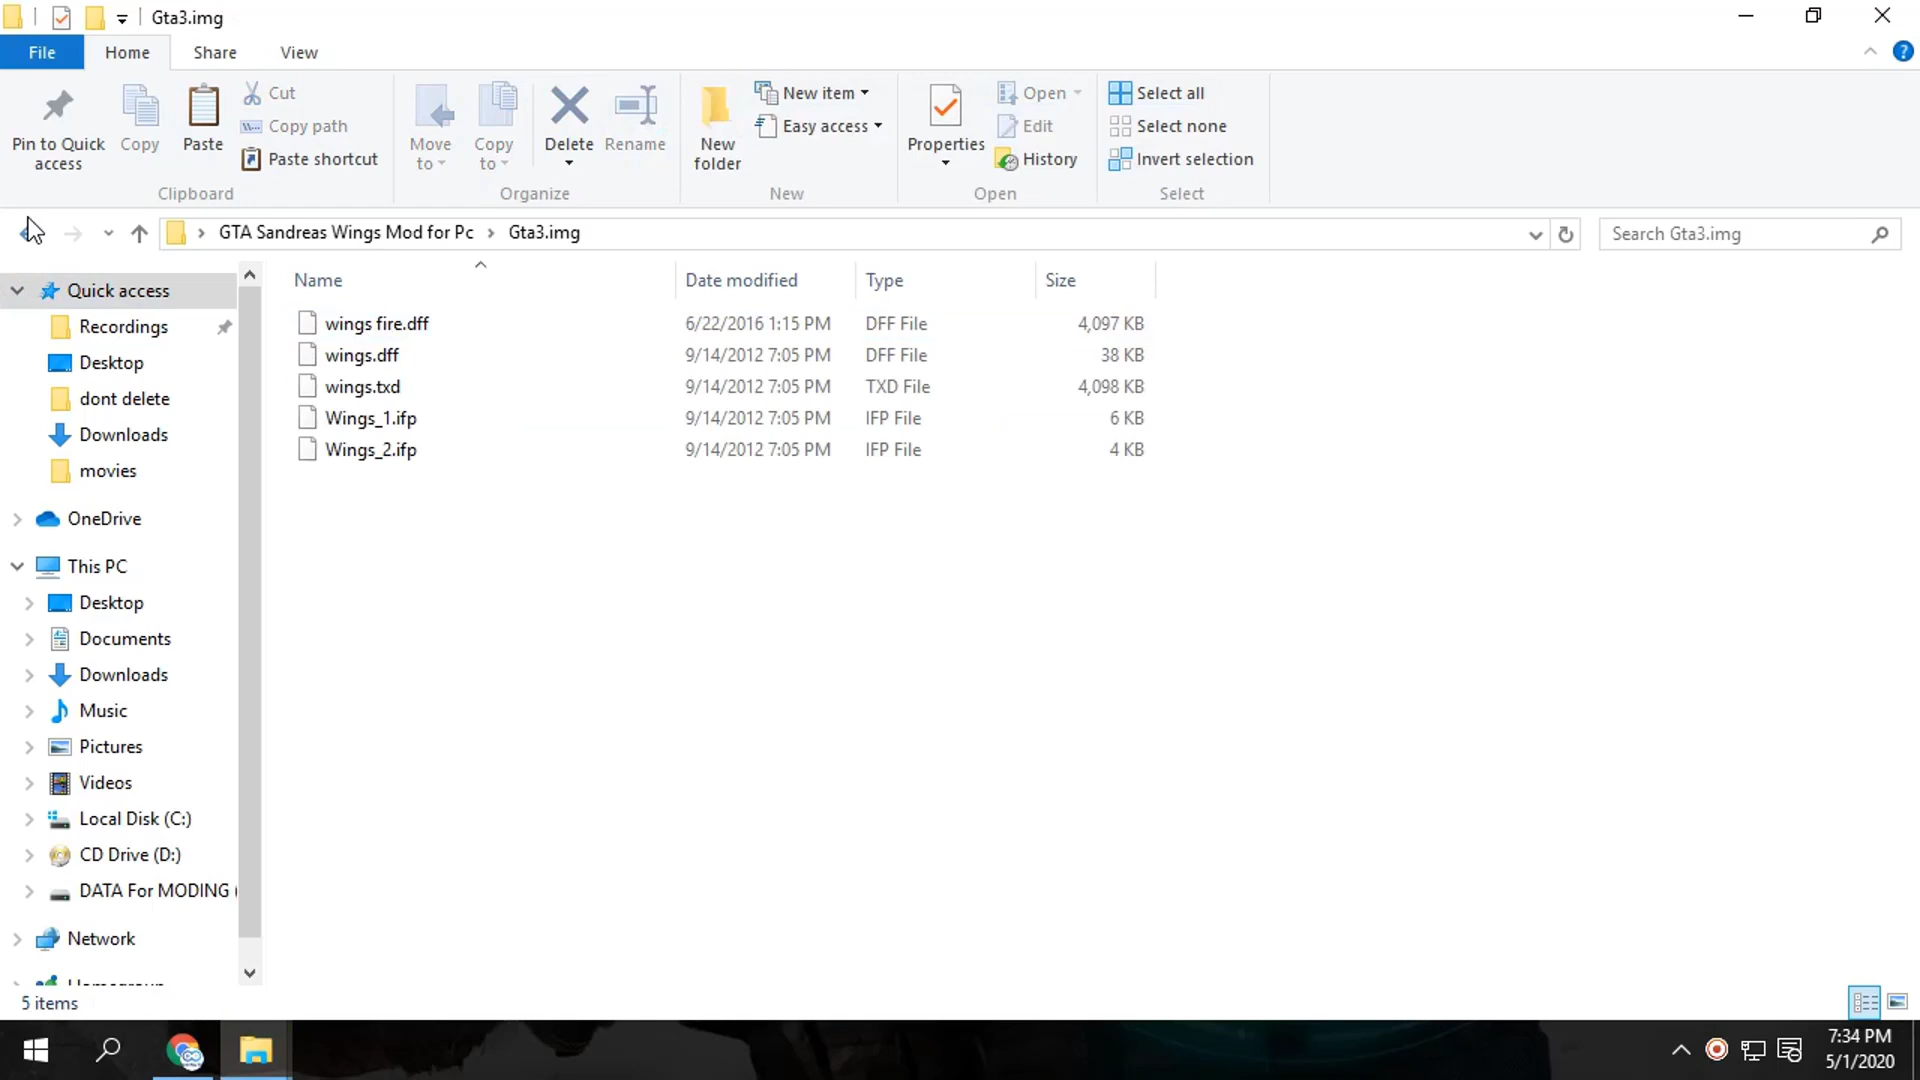 Gta3.img
File
Home
Share
View
Pin to Quick access
Copy
Paste
Cut
Copy path
Paste shortcut
Clipboard
Move to
Copy to
Delete
Rename
Organize
New folder
New item
Easy access
New
Properties
Open
Edit
History
Open
Select all
Select none
Invert selection
Select
GTA Sandreas Wings Mod for Pc
Gta3.img
Search Gta3.img
Name
Date modified
Type
Size
wings fire.dff 6/22/2016 1:15 PM DFF File 4,097 KB
wings.dff 9/14/2012 7:05 PM DFF File 38 KB
wings.txd 9/14/2012 7:05 PM TXD File 4,098 KB
Wings_1.ifp 9/14/2012 7:05 PM IFP File 6 KB
Wings_2.ifp 9/14/2012 7:05 PM IFP File 4 KB
Quick access
Recordings
Desktop
dont delete
Downloads
movies
OneDrive
This PC
Desktop
Documents
Downloads
Music
Pictures
Videos
Local Disk (C:)
CD Drive (D:)
DATA For MODING (
Network
5 items
7:34 PM
5/1/2020